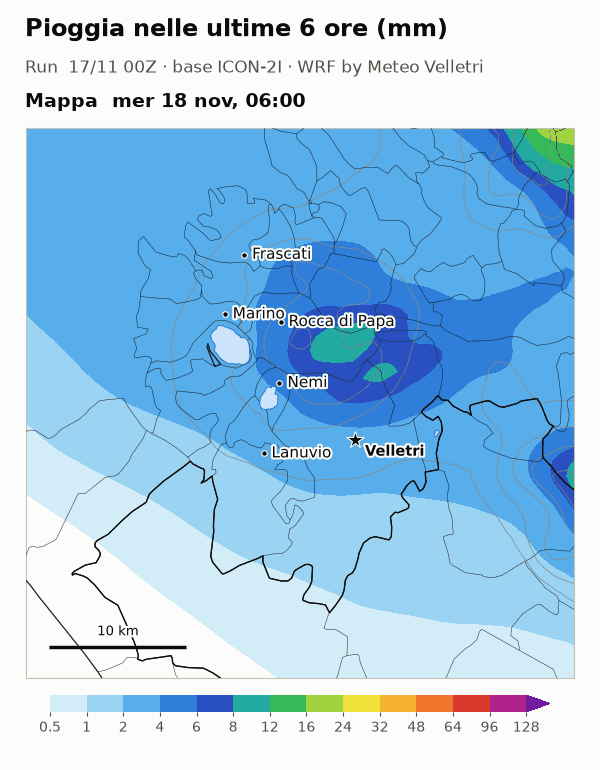 Pioggia nelle ultime 6 ore (mm)
Run 17/11 00Z · base ICON-2I · WRF by Meteo Velletri
Mappa mer 18 nov, 06:00
Frascati
Marino
Rocca di Papa
Nemi
Velletri
Lanuvio
10 km
0.5 1 2 4 6 8 12 16 24 32 48 64 96 128